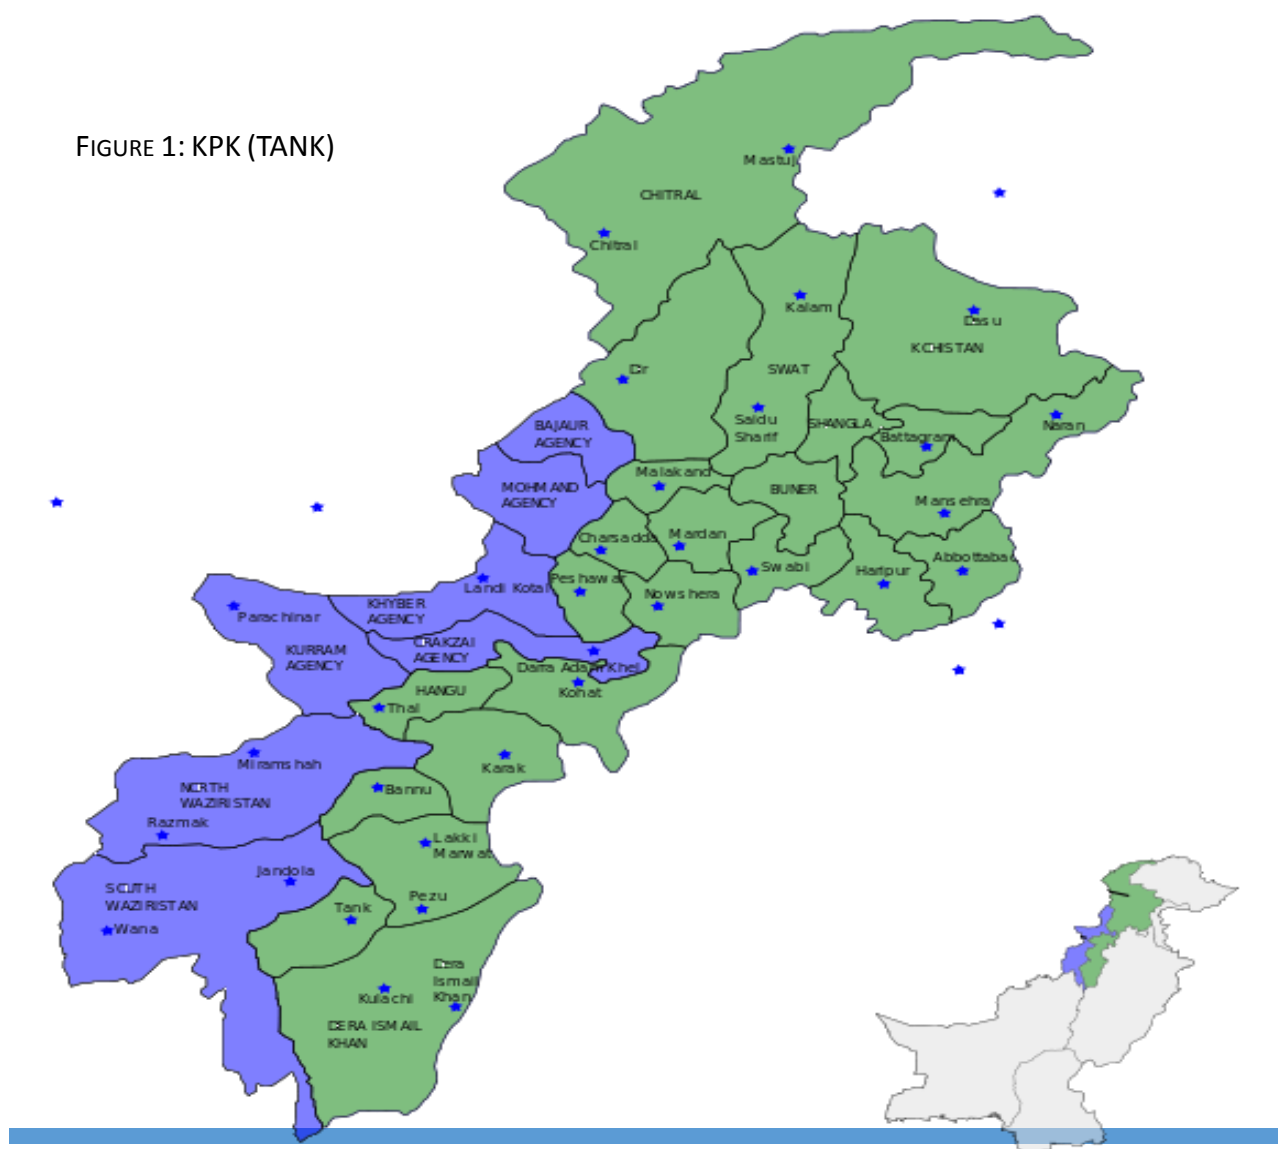 FIGURE 1: KPK (TANK)
Mastuj
CHITRAL
Chitral
Kalam
Dasu
KOHISTAN
Dir
SWAT
Saidu
Sharif
SHANGLA
Battagram
Naran
BAJAUR
AGENCY
Malakand
BUNER
MOHMAND
AGENCY
Mansehra
Charsadda
Mardan
Swabi
Haripur
Abbottabad
Landi Kotal
Peshawar
Nowshera
Parachinar
KHYBER
AGENCY
KURRAM
AGENCY
ORAKZAI
AGENCY
Darra Adam Khel
Kohat
HANGU
Thal
Miramshah
Karak
NORTH
WAZIRISTAN
Bannu
Razmak
Lakki
Marwat
Jandola
SOUTH
WAZIRISTAN
Pezu
Tank
Wana
Dera
Ismail
Khan
Kulachi
DERA ISMAIL
KHAN